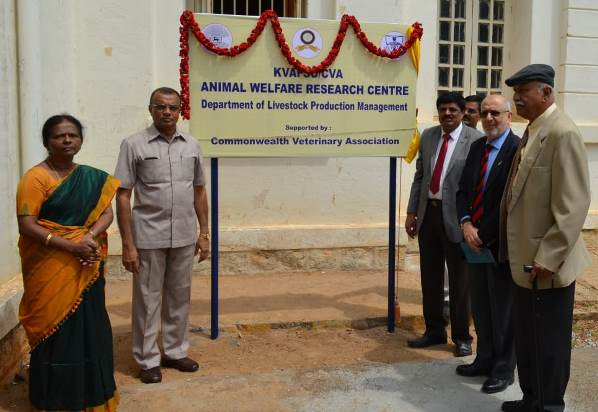 KVAFSU/CVA
ANIMAL WELFARE RESEARCH CENTRE
Department of Livestock Production Management
Supported by :
Commonwealth Veterinary Association